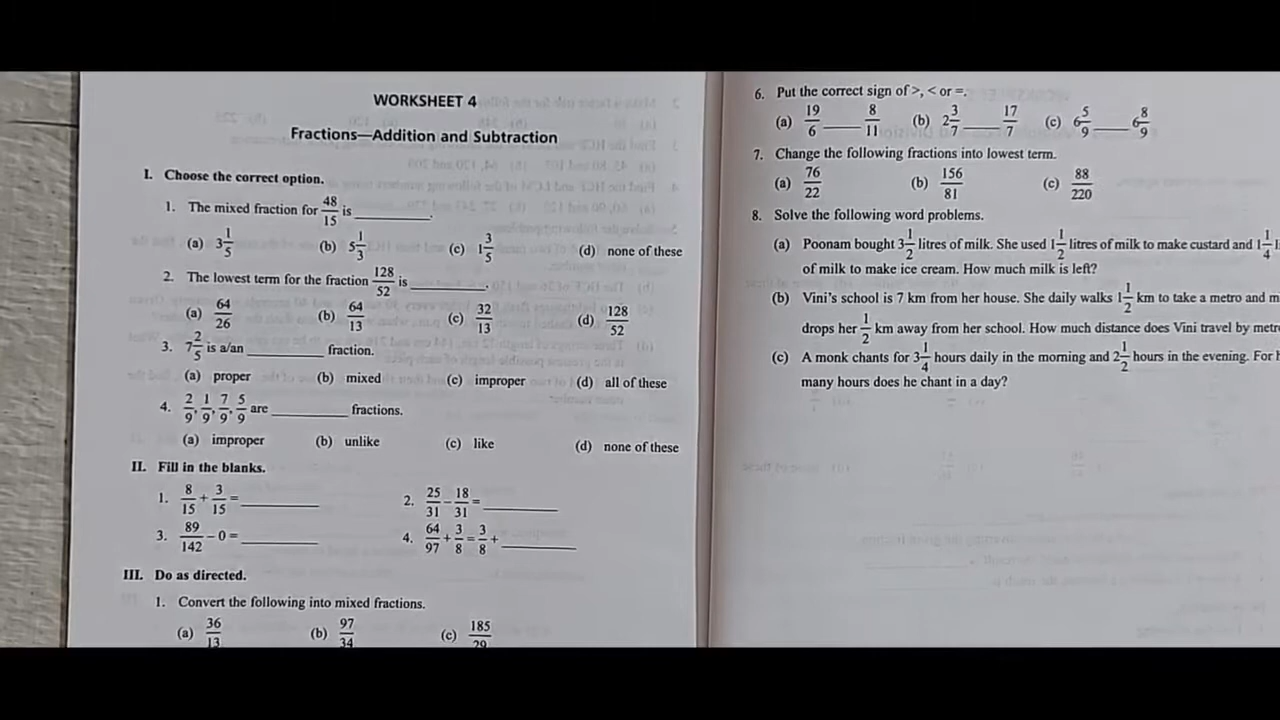 WORKSHEET 4
Fractions—Addition and Subtraction
I. Choose the correct option.
1. The mixed fraction for 48/15 is ________.
(a) 3 1/5 (b) 5 1/3 (c) 1 3/5 (d) none of these
2. The lowest term for the fraction 128/52 is ________.
(a) 64/26 (b) 64/13 (c) 32/13 (d) 128/52
3. 7 2/5 is a/an ________ fraction.
(a) proper (b) mixed (c) improper (d) all of these
4. 2/9, 1/9, 7/9, 5/9 are ________ fractions.
(a) improper (b) unlike (c) like (d) none of these
II. Fill in the blanks.
1. 8/15 + 3/15 = ________ 2. 25/31 − 18/31 = ________
3. 89/142 − 0 = ________ 4. 64/97 + 3/8 = 3/8 + ________
III. Do as directed.
1. Convert the following into mixed fractions.
(a) 36/13 (b) 97/34 (c) 185/29
6. Put the correct sign of >, < or =.
(a) 19/6 ____ 8/11 (b) 2 3/7 ____ 17/7 (c) 6 5/9 ____ 6 8/9
7. Change the following fractions into lowest term.
(a) 76/22 (b) 156/81 (c) 88/220
8. Solve the following word problems.
(a) Poonam bought 3 1/2 litres of milk. She used 1 1/2 litres of milk to make custard and 1 1/4
of milk to make ice cream. How much milk is left?
(b) Vini's school is 7 km from her house. She daily walks 1 1/2 km to take a metro and
drops her 1/2 km away from her school. How much distance does Vini travel by
(c) A monk chants for 3 1/4 hours daily in the morning and 2 1/2 hours in the evening. For
many hours does he chant in a day?